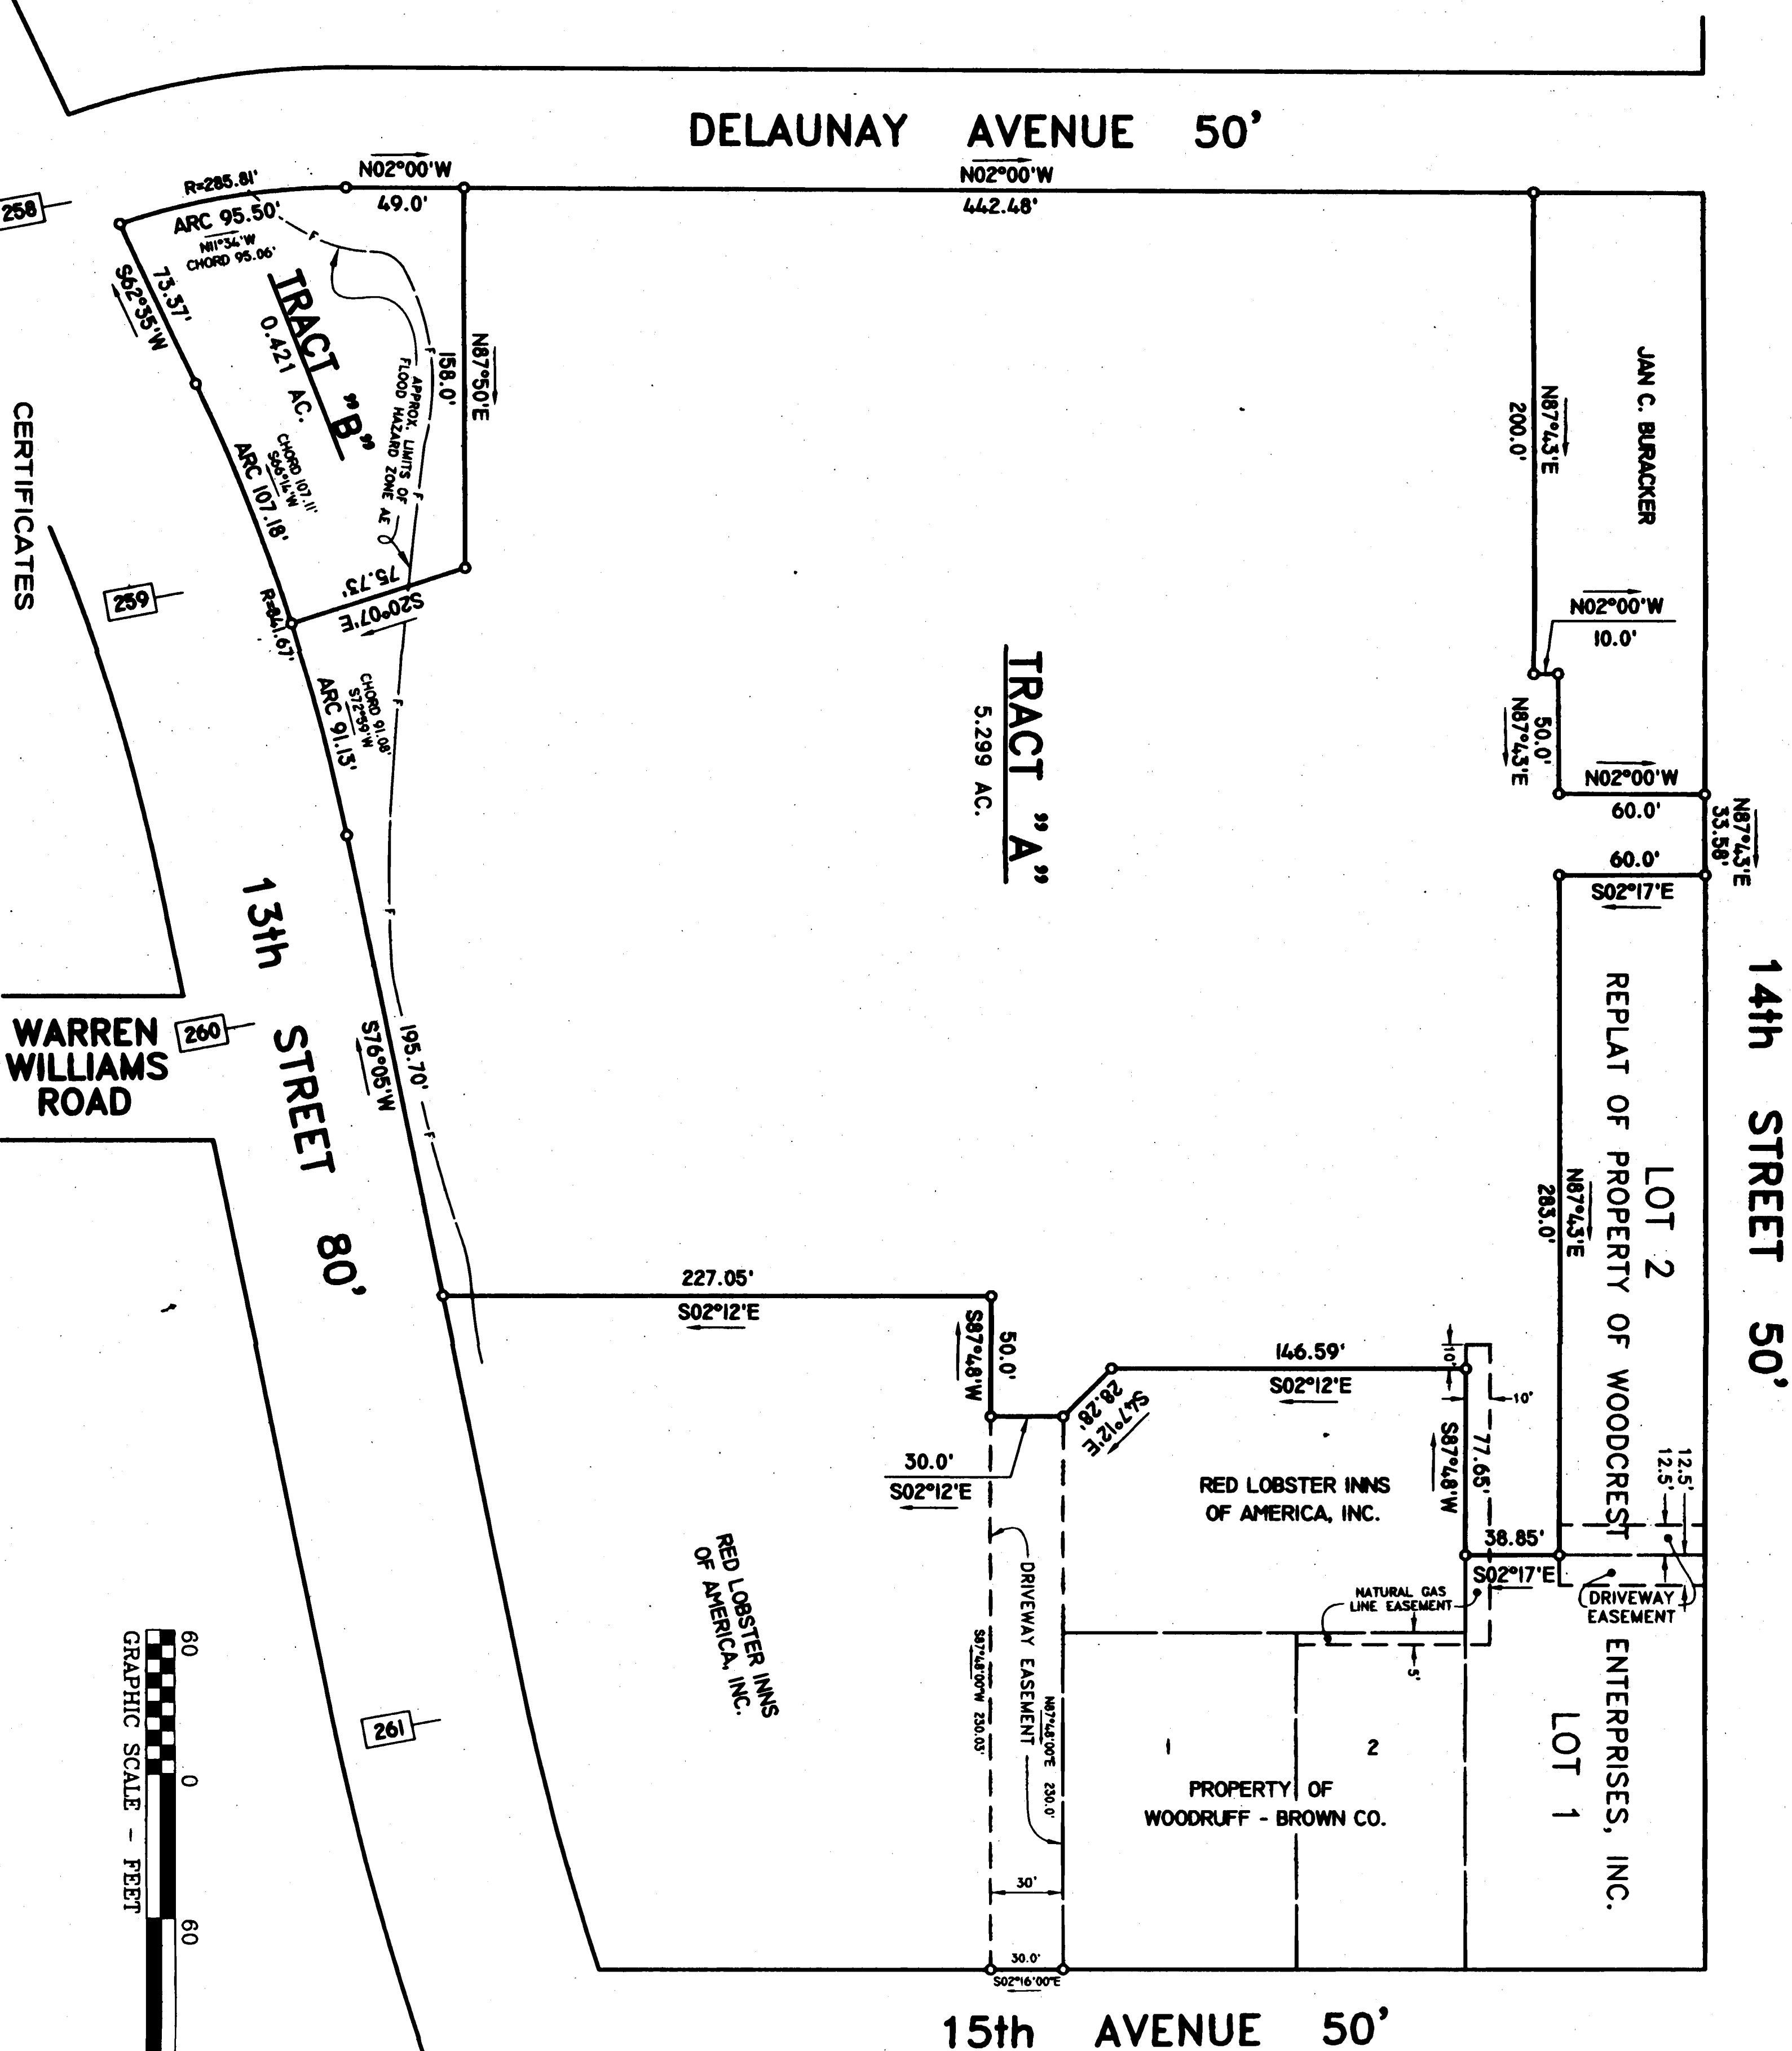 DELAUNAY AVENUE 50'
N02°00'W
49.0'
N02°00'W
442.48'
R=285.81'
ARC 95.50'
N11°34'W
CHORD 95.06'
258
73.37'
S62°35'W
TRACT "B"
0.421 AC.
APPROX. LIMITS OF
FLOOD HAZARD ZONE AE
F
F
F
F
F
F
F
N87°50'E
158.0'
CHORD 107.11'
S66°14'W
ARC 107.18'
75.73'
S20°07'E
R=841.67'
259
CERTIFICATES
CHORD 91.08'
S72°59'W
ARC 91.13'
JAN C. BURACKER
N87°43'E
200.0'
N02°00'W
10.0'
50.0'
N87°43'E
N02°00'W
60.0'
N87°43'E
33.58'
60.0'
S02°17'E
TRACT "A"
5.299 AC.
14th STREET 50'
LOT 2
REPLAT OF PROPERTY OF WOODCREST ENTERPRISES, INC.
N87°43'E
283.0'
13th STREET 80'
195.70'
S76°05'W
WARREN
WILLIAMS
ROAD
260
227.05'
S02°12'E
50.0'
S87°48'W
30.0'
S02°12'E
28.28'
S47°12'E
146.59'
S02°12'E
10'
10'
77.65'
S87°48'W
12.5'
12.5'
38.85'
S02°17'E
RED LOBSTER INNS
OF AMERICA, INC.
NATURAL GAS
LINE EASEMENT
DRIVEWAY
EASEMENT
5'
RED LOBSTER INNS
OF AMERICA, INC.
DRIVEWAY EASEMENT
S87°48'00"W 230.03'
N87°48'00"E 230.0'
1
2
PROPERTY OF
WOODRUFF - BROWN CO.
LOT 1
261
30'
30.0'
S02°16'00"E
60 0 60
GRAPHIC SCALE - FEET
15th AVENUE 50'